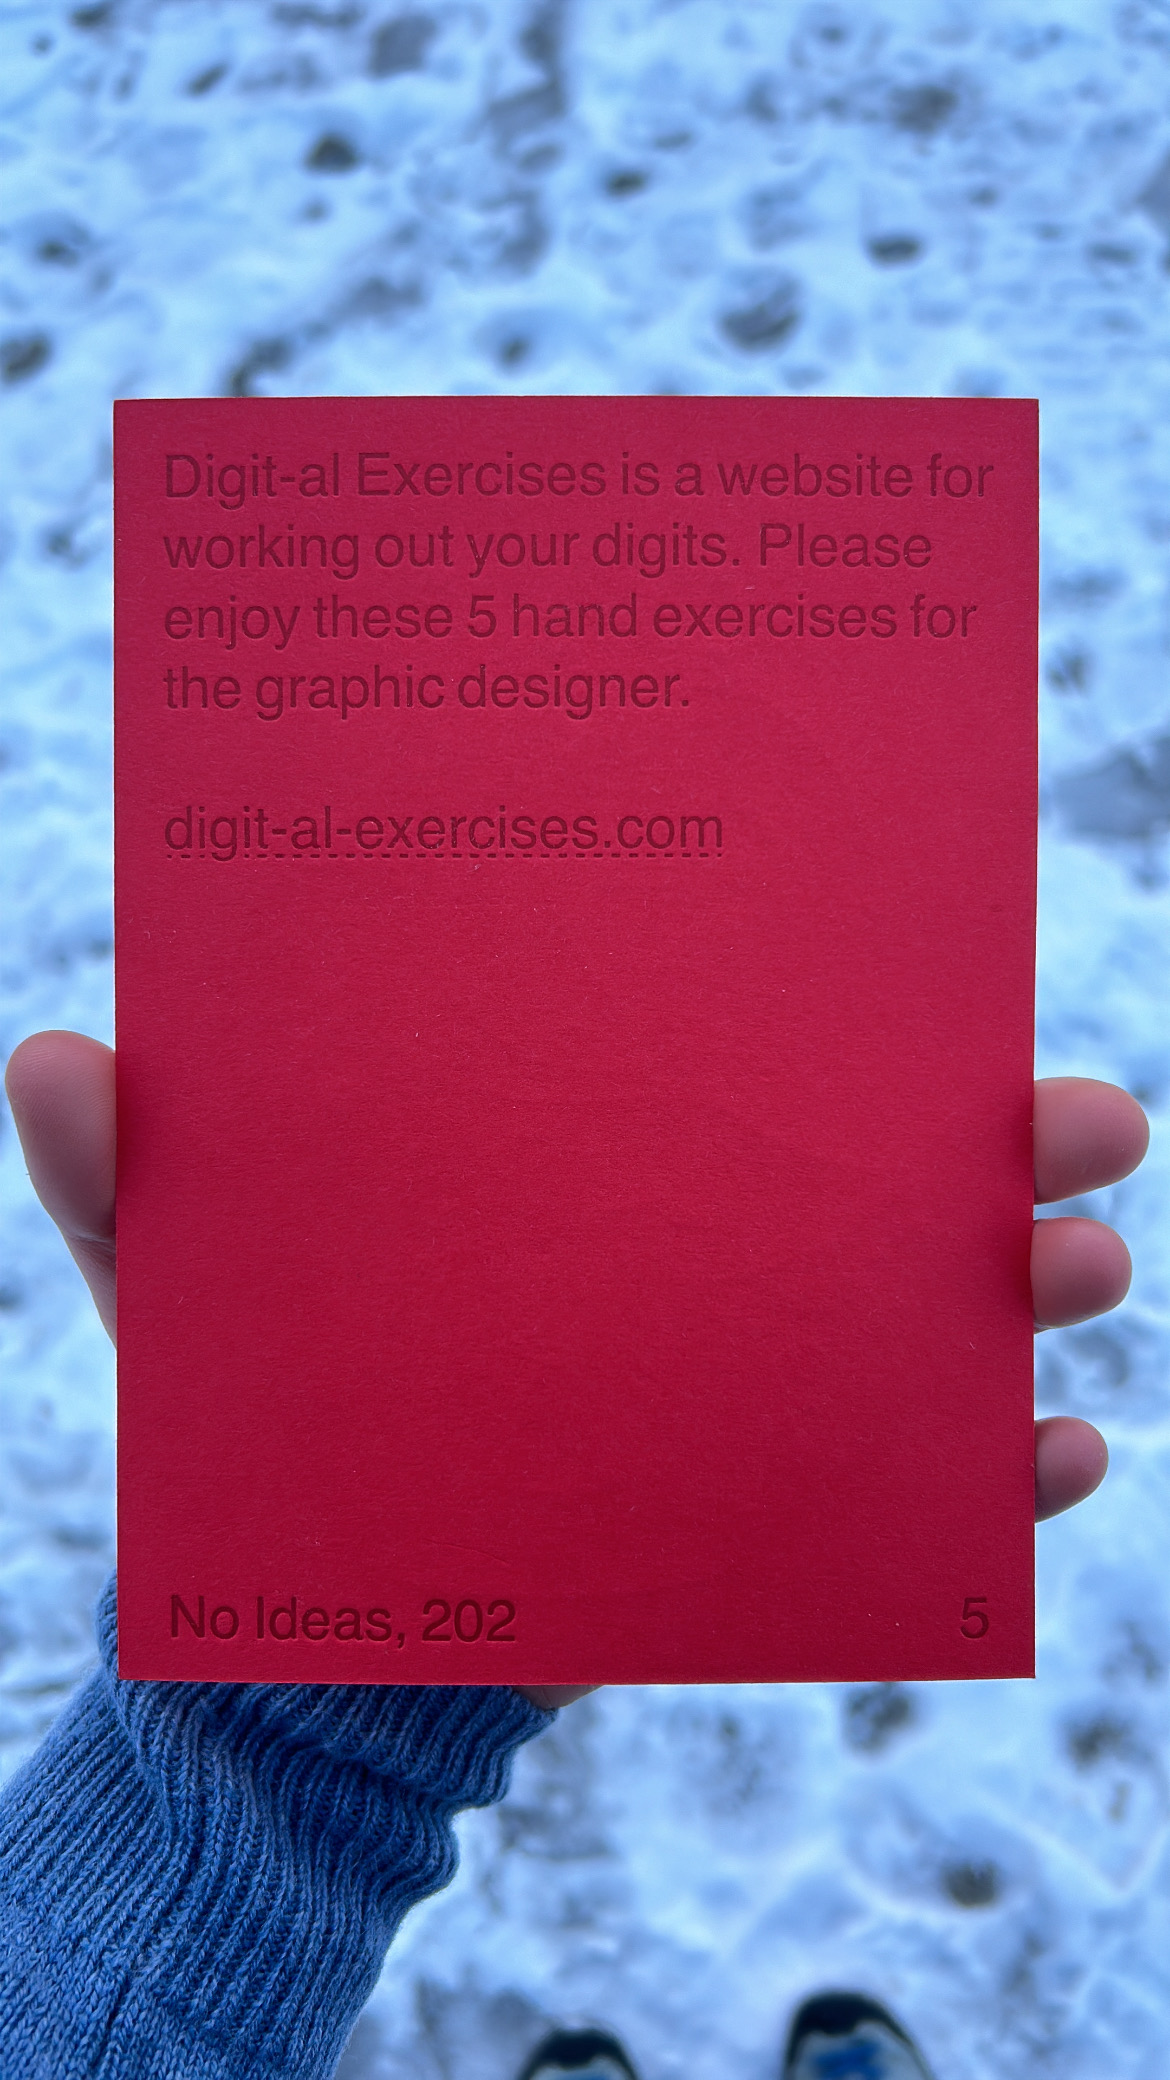 Digit-al Exercises is a website for
working out your digits. Please
enjoy these 5 hand exercises for
the graphic designer.
digit-al-exercises.com
No Ideas, 202 5